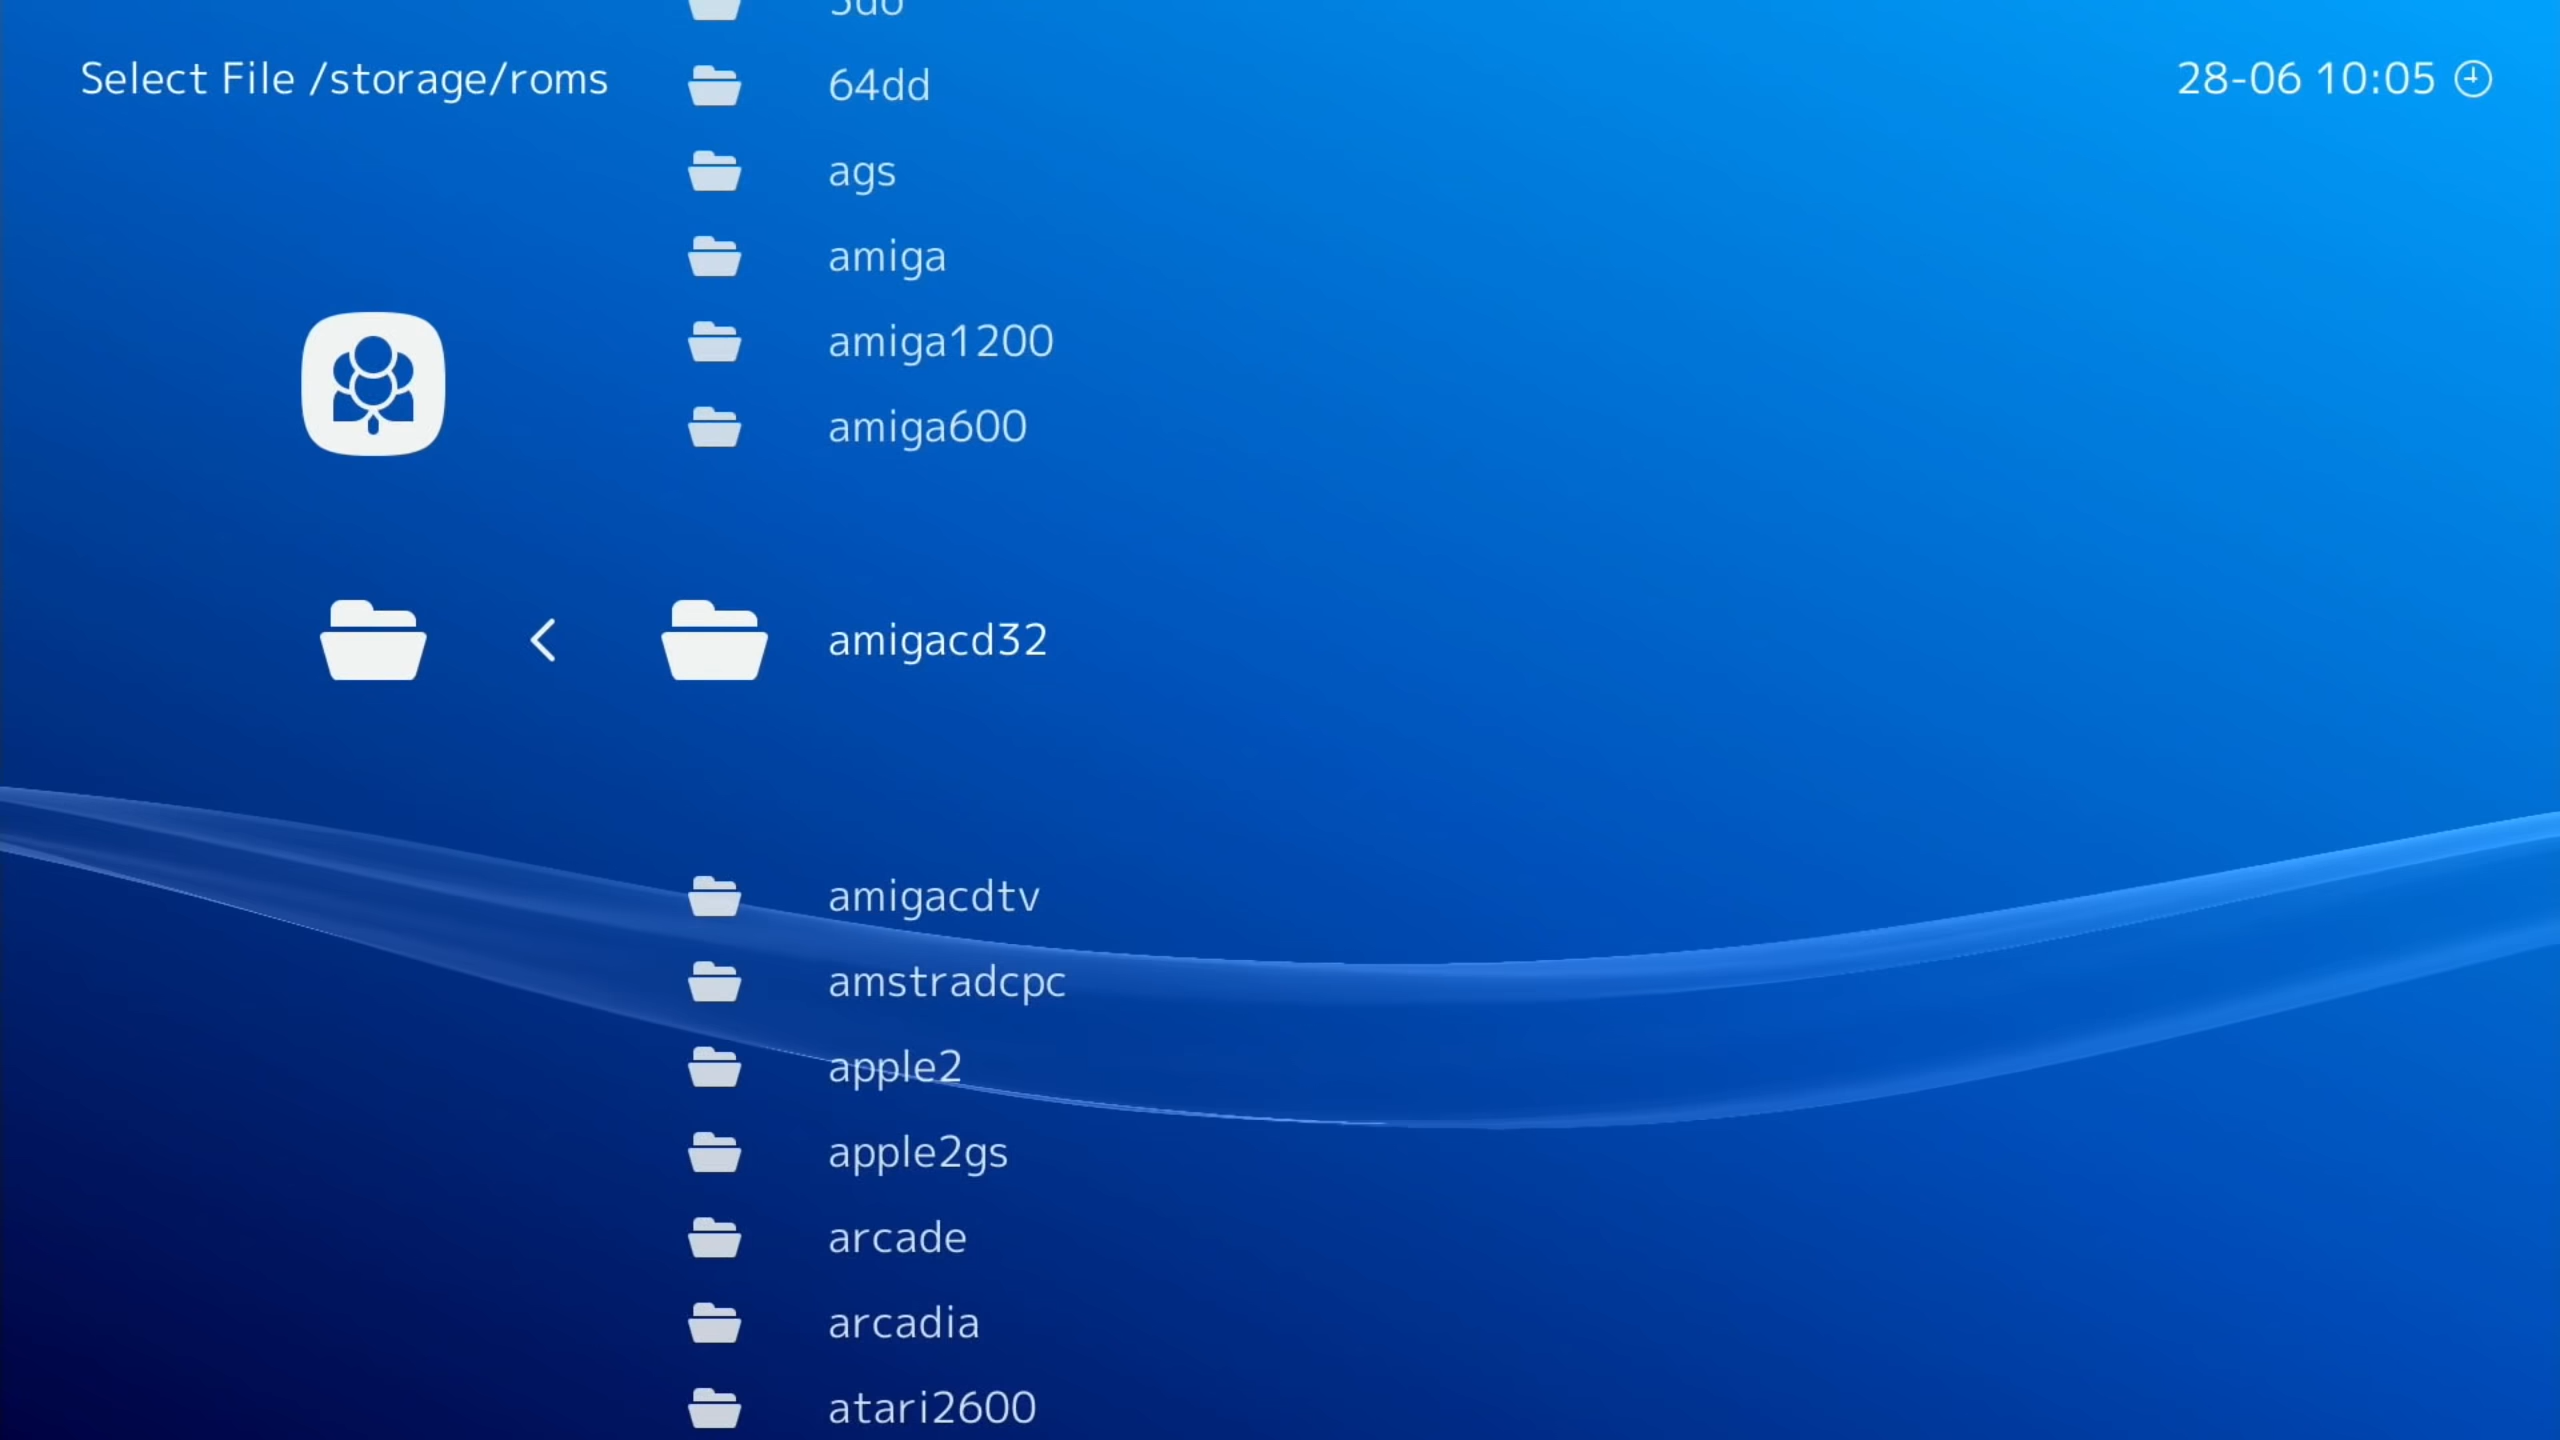 3do
Select File /storage/roms
28-06 10:05
64dd
ags
amiga
amiga1200
amiga600
amigacd32
amigacdtv
amstradcpc
apple2
apple2gs
arcade
arcadia
atari2600